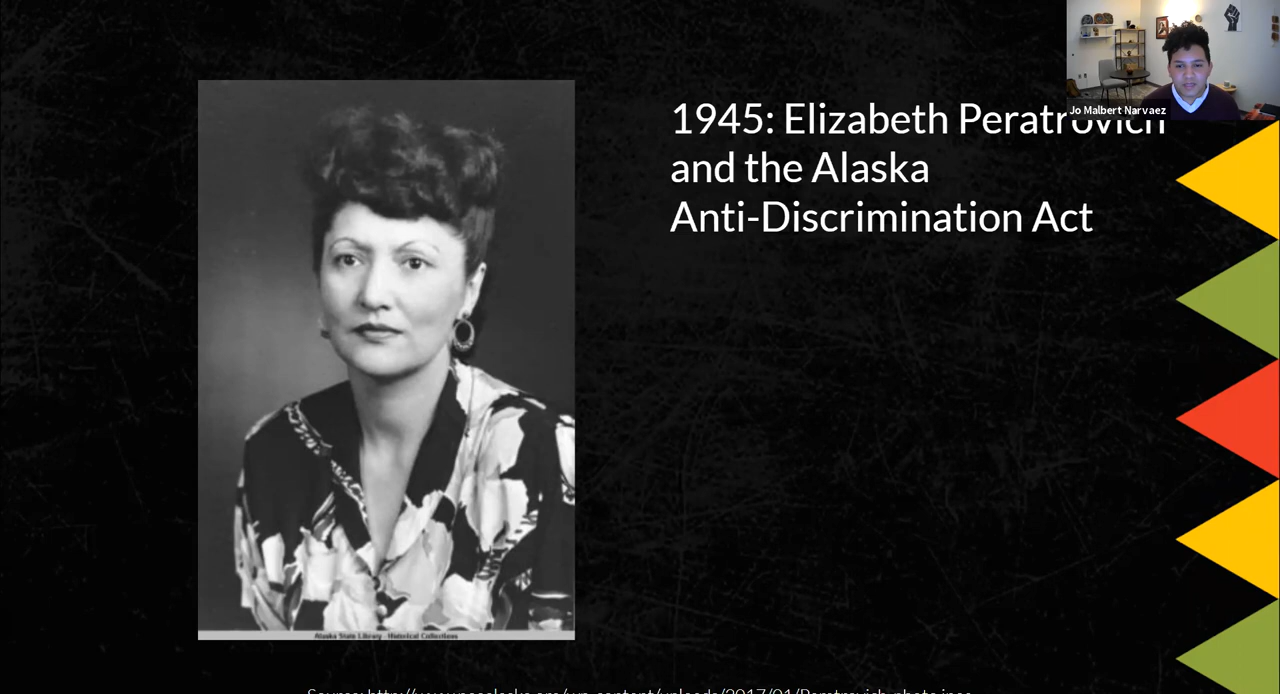 1945: Elizabeth Peratrovich
and the Alaska
Anti-Discrimination Act
Jo Malbert Narvaez
Alaska State Library - Historical Collections